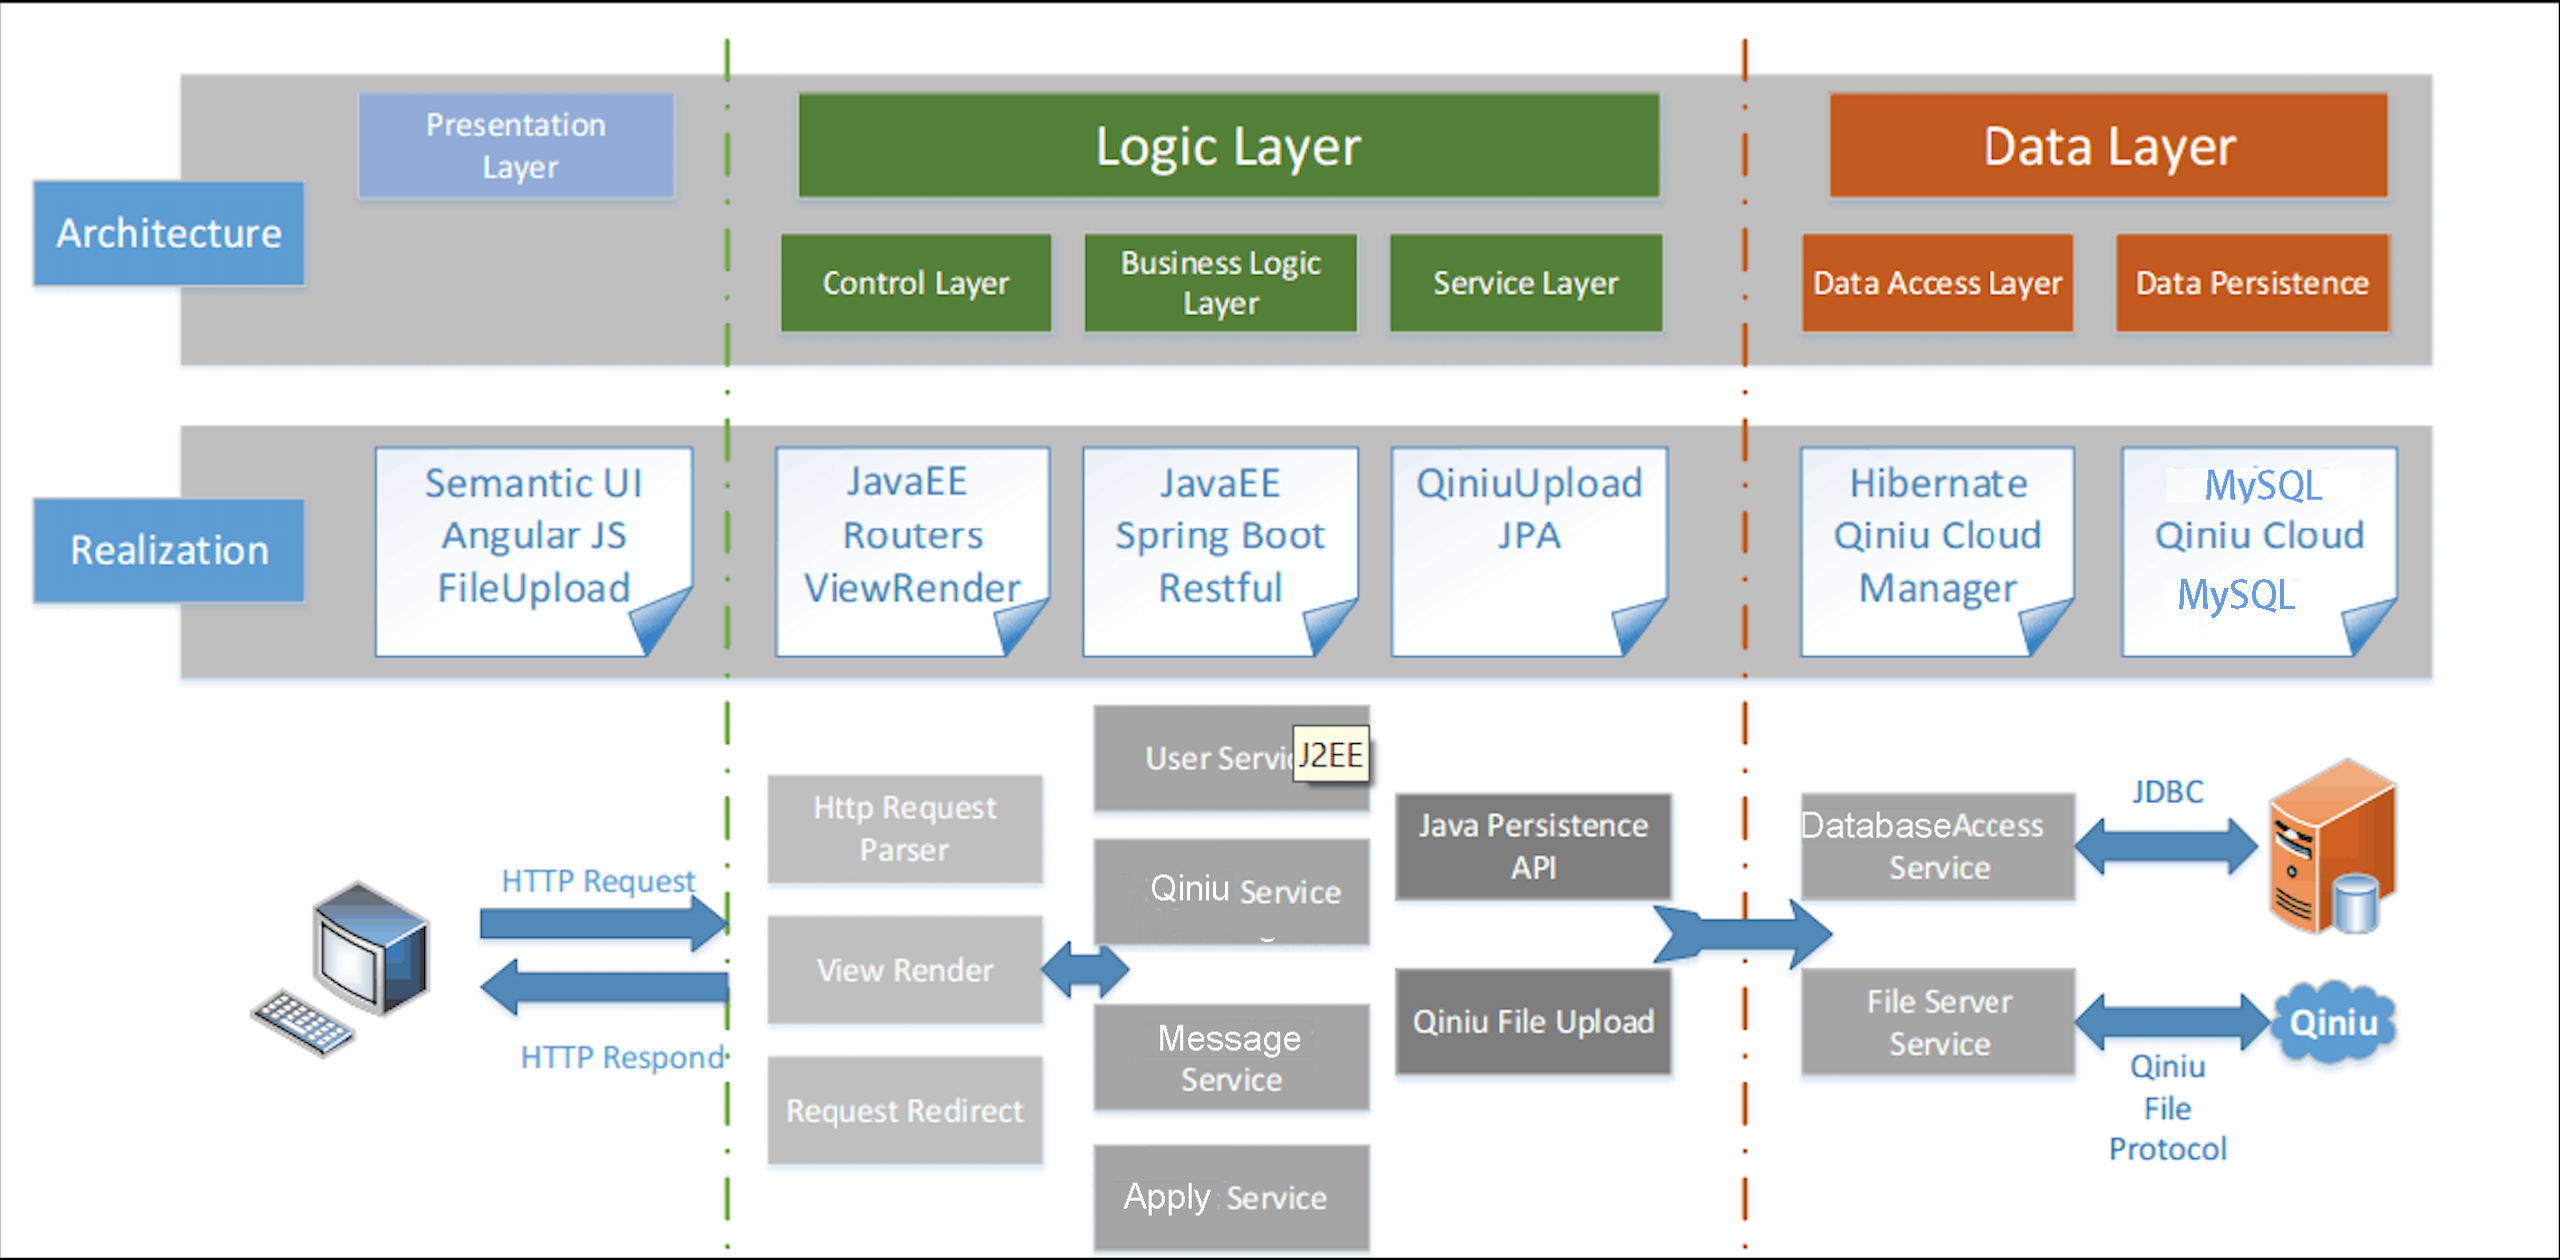 Presentation
Layer
Logic Layer
Data Layer
Architecture
Control Layer
Business Logic
Layer
Service Layer
Data Access Layer
Data Persistence
Realization
Semantic UI
Angular JS
FileUpload
JavaEE
Routers
ViewRender
JavaEE
Spring Boot
Restful
QiniuUpload
JPA
Hibernate
Qiniu Cloud
Manager
MySQL
Qiniu Cloud
MySQL
HTTP Request
HTTP Respond
Http Request
Parser
View Render
Request Redirect
User Servi
J2EE
Qiniu Service
Message
Service
Apply Service
Java Persistence
API
Qiniu File Upload
DatabaseAccess
Service
File Server
Service
JDBC
Qiniu
Qiniu
File
Protocol